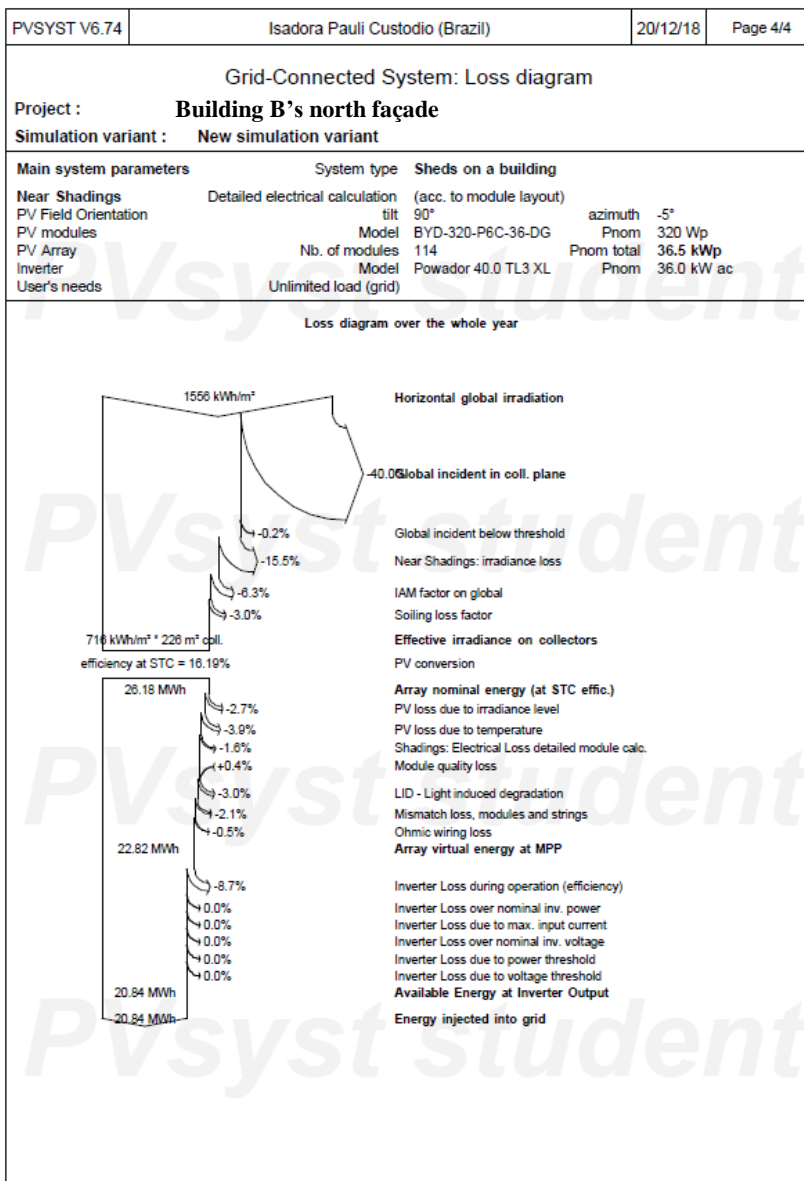 PVSYST V6.74 Isadora Pauli Custodio (Brazil) 20/12/18 Page 4/4
Grid-Connected System: Loss diagram
Project : Building B's north façade
Simulation variant : New simulation variant
Main system parameters System type Sheds on a building
Near Shadings Detailed electrical calculation (acc. to module layout)
PV Field Orientation tilt 90° azimuth -5°
PV modules Model BYD-320-P6C-36-DG Pnom 320 Wp
PV Array Nb. of modules 114 Pnom total 36.5 kWp
Inverter Model Powador 40.0 TL3 XL Pnom 36.0 kW ac
User's needs Unlimited load (grid)
PVsyst student
Loss diagram over the whole year
1556 kWh/m² Horizontal global irradiation
-40.0% Global incident in coll. plane
PVsyst student
-0.2% Global incident below threshold
-15.5% Near Shadings: irradiance loss
-6.3% IAM factor on global
-3.0% Soiling loss factor
716 kWh/m² * 226 m² coll. Effective irradiance on collectors
efficiency at STC = 16.19% PV conversion
26.18 MWh Array nominal energy (at STC effic.)
-2.7% PV loss due to irradiance level
-3.9% PV loss due to temperature
-1.6% Shadings: Electrical Loss detailed module calc.
+0.4% Module quality loss
PVsyst student
-3.0% LID - Light induced degradation
-2.1% Mismatch loss, modules and strings
-0.5% Ohmic wiring loss
22.82 MWh Array virtual energy at MPP
-8.7% Inverter Loss during operation (efficiency)
0.0% Inverter Loss over nominal inv. power
0.0% Inverter Loss due to max. input current
0.0% Inverter Loss over nominal inv. voltage
0.0% Inverter Loss due to power threshold
0.0% Inverter Loss due to voltage threshold
20.84 MWh Available Energy at Inverter Output
20.84 MWh Energy injected into grid
PVsyst student